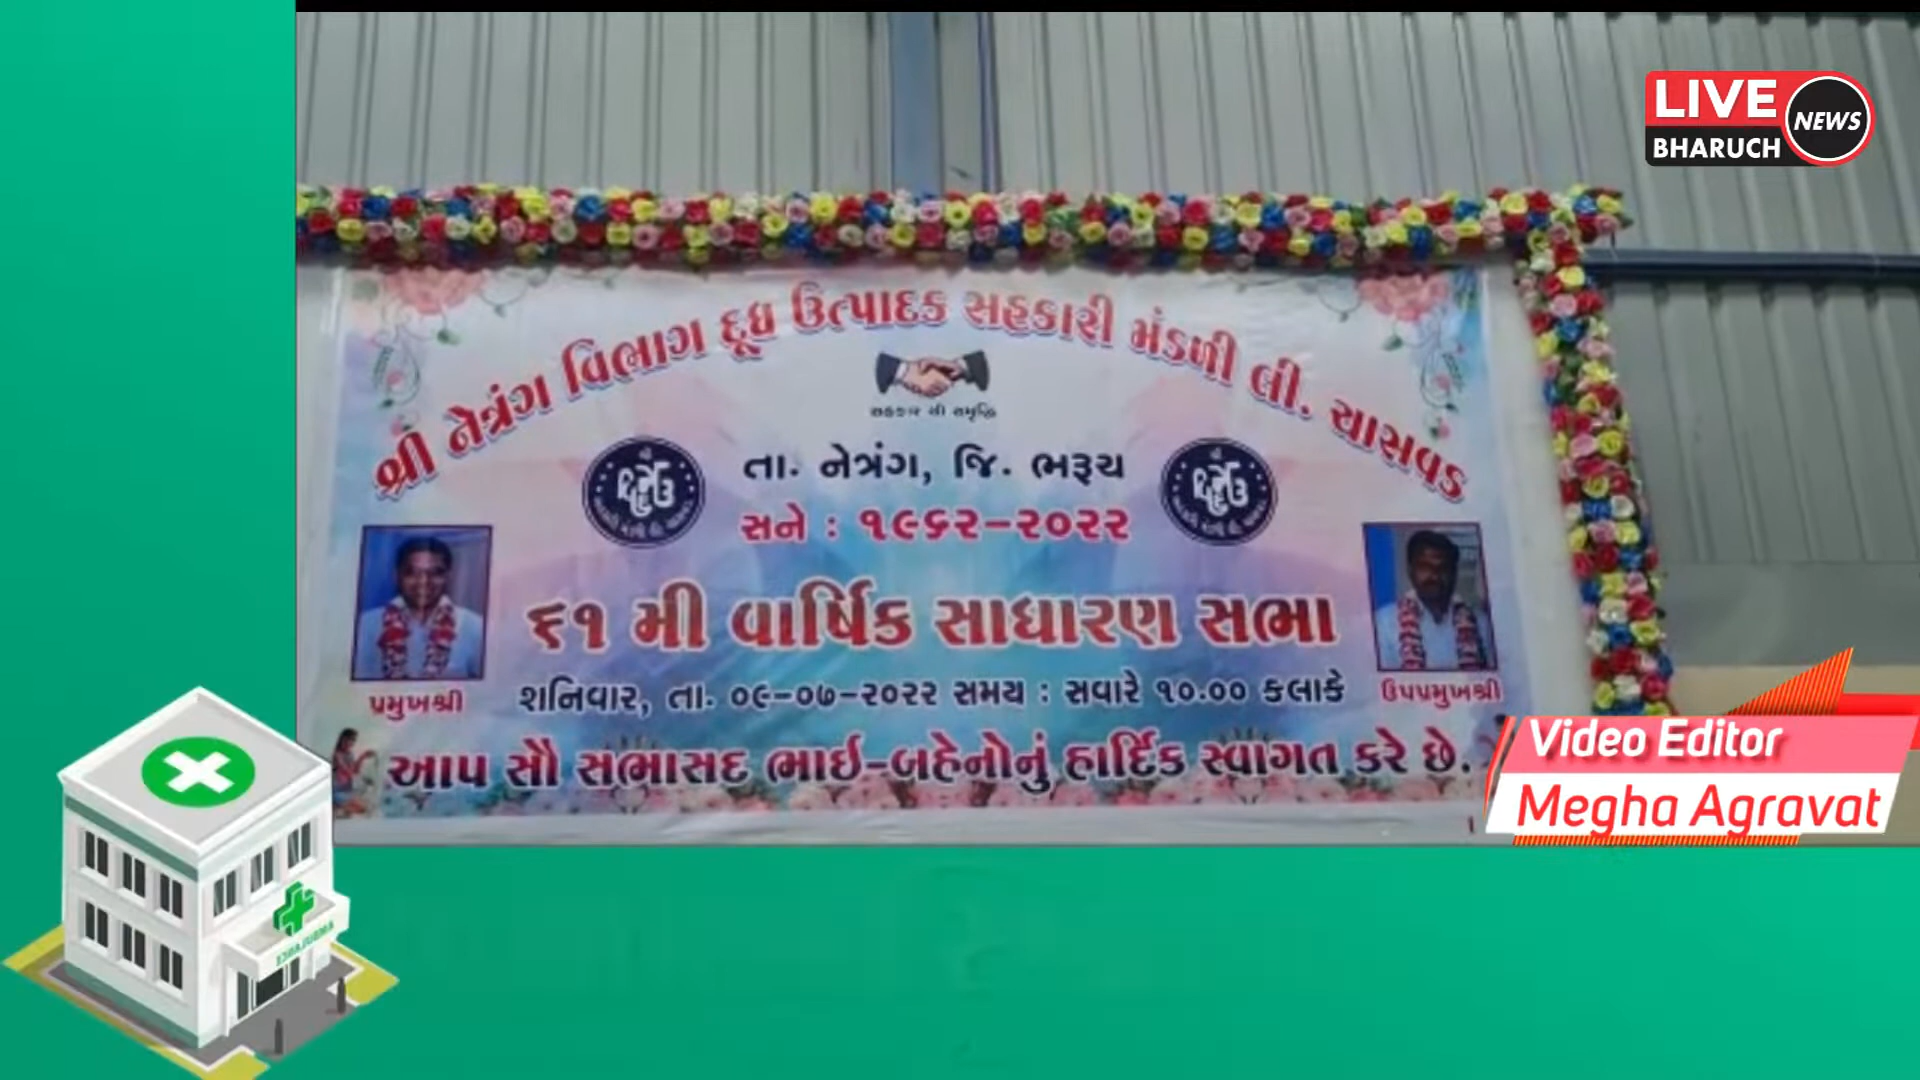 LIVE
NEWS
BHARUCH
શ્રી નેત્રંગ વિભાગ દૂધ ઉત્પાદક સહકારી મંડળી લી. ચાસવડ
તા. નેત્રંગ, જિ. ભરૂચ
સને : ૧૯૬૨-૨૦૨૨
૬૧ મી વાર્ષિક સાધારણ સભા
પ્રમુખશ્રી
શનિવાર, તા. ૦૯-૦૭-૨૦૨૨ સમય : સવારે ૧૦.૦૦ કલાકે
ઉપપ્રમુખશ્રી
આપ સૌ સભાસદ ભાઈ-બહેનોનું હાર્દિક સ્વાગત કરે છે.
Video Editor
Megha Agravat